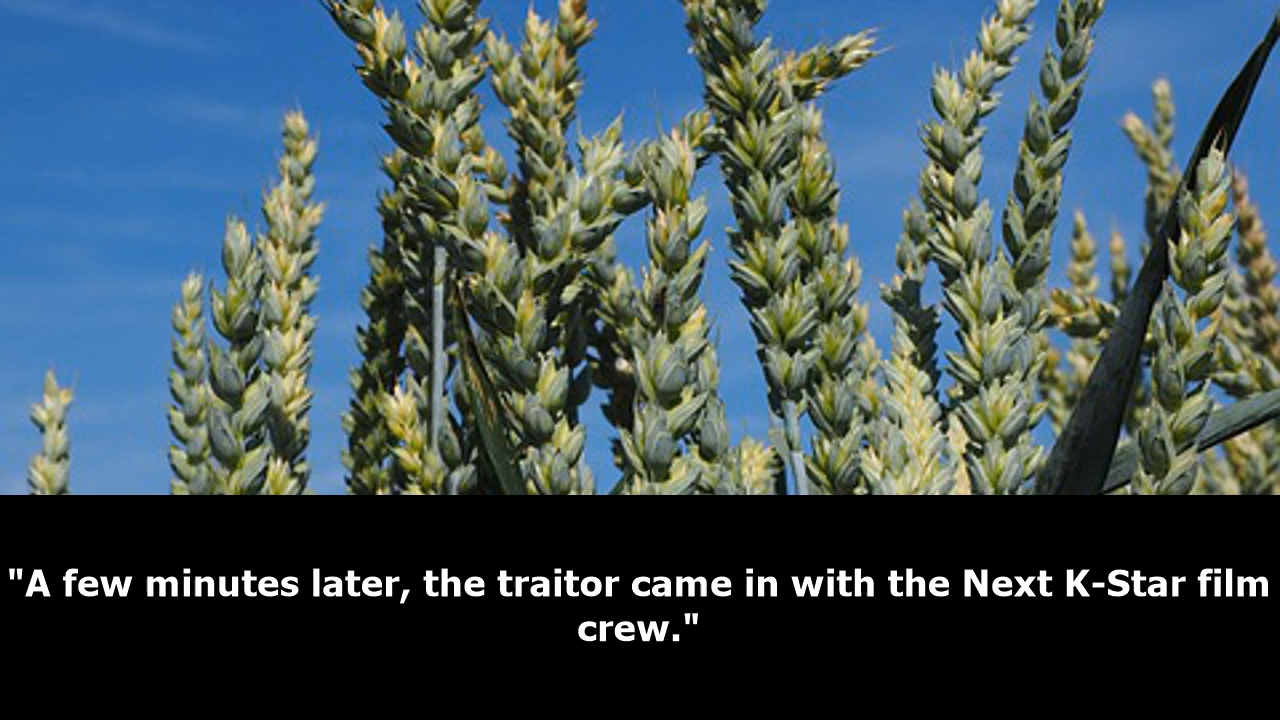 "A few minutes later, the traitor came in with the Next K-Star film
crew."